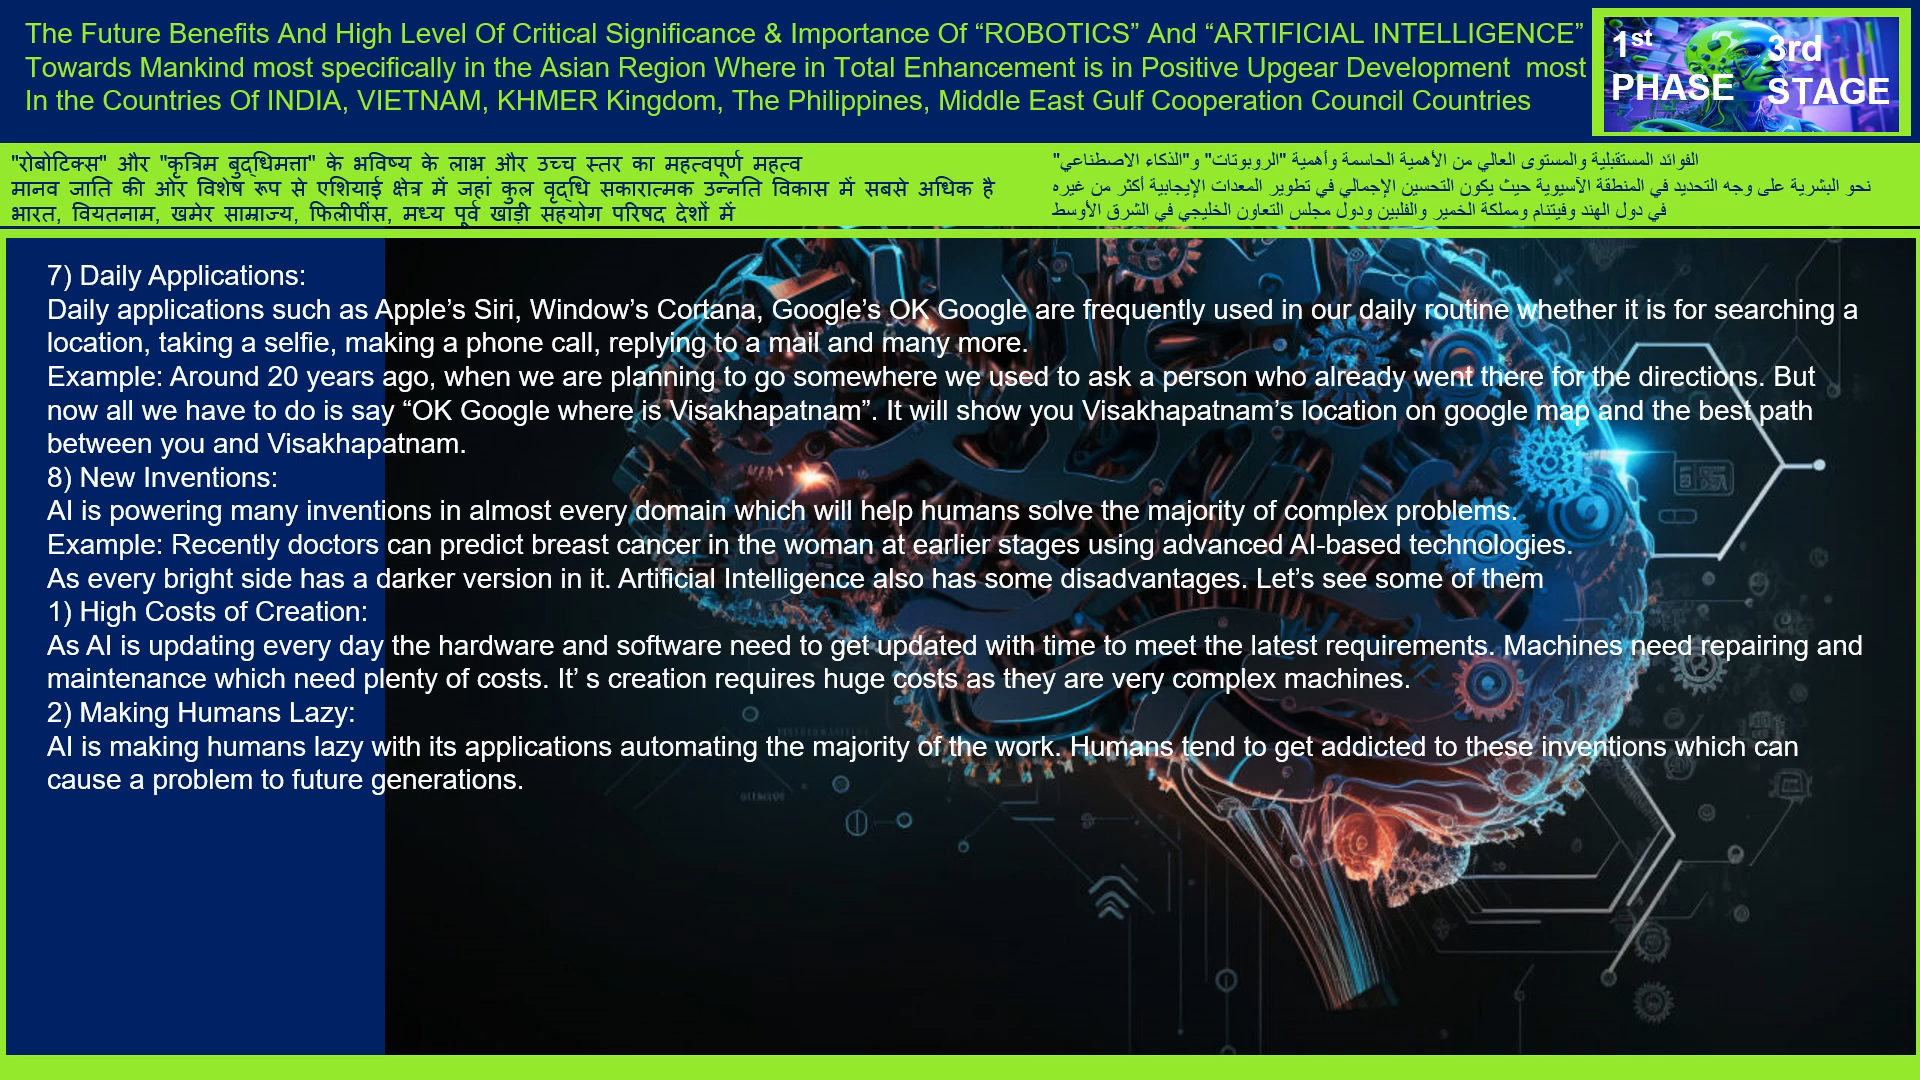 The Future Benefits And High Level Of Critical Significance & Importance Of “ROBOTICS” And “ARTIFICIAL INTELLIGENCE”
Towards Mankind most specifically in the Asian Region Where in Total Enhancement is in Positive Upgear Development  most
In the Countries Of INDIA, VIETNAM, KHMER Kingdom, The Philippines, Middle East Gulf Cooperation Council Countries
1st
PHASE
3rd
STAGE
"रोबोटिक्स" और "कृत्रिम बुद्धिमत्ता" के भविष्य के लाभ और उच्च स्तर का महत्वपूर्ण महत्व
मानव जाति की ओर विशेष रूप से एशियाई क्षेत्र में जहां कुल वृद्धि सकारात्मक उन्नति विकास में सबसे अधिक है
भारत, वियतनाम, खमेर साम्राज्य, फिलीपींस, मध्य पूर्व खाड़ी सहयोग परिषद देशों में
الفوائد المستقبلية والمستوى العالي من الأهمية الحاسمة وأهمية "الروبوتات" و"الذكاء الاصطناعي"
نحو البشرية على وجه التحديد في المنطقة الآسيوية حيث يكون التحسين الإجمالي في تطوير المعدات الإيجابية أكثر من غيره
في دول الهند وفيتنام ومملكة الخمير والفلبين ودول مجلس التعاون الخليجي في الشرق الأوسط
7) Daily Applications:
Daily applications such as Apple’s Siri, Window’s Cortana, Google’s OK Google are frequently used in our daily routine whether it is for searching a
location, taking a selfie, making a phone call, replying to a mail and many more.
Example: Around 20 years ago, when we are planning to go somewhere we used to ask a person who already went there for the directions. But
now all we have to do is say “OK Google where is Visakhapatnam”. It will show you Visakhapatnam’s location on google map and the best path
between you and Visakhapatnam.
8) New Inventions:
AI is powering many inventions in almost every domain which will help humans solve the majority of complex problems.
Example: Recently doctors can predict breast cancer in the woman at earlier stages using advanced AI-based technologies.
As every bright side has a darker version in it. Artificial Intelligence also has some disadvantages. Let’s see some of them
1) High Costs of Creation:
As AI is updating every day the hardware and software need to get updated with time to meet the latest requirements. Machines need repairing and
maintenance which need plenty of costs. It’ s creation requires huge costs as they are very complex machines.
2) Making Humans Lazy:
AI is making humans lazy with its applications automating the majority of the work. Humans tend to get addicted to these inventions which can
cause a problem to future generations.